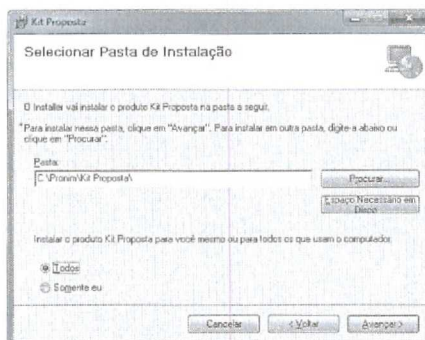 Kit Proposta
Selecionar Pasta de Instalação
O Installer vai instalar o produto Kit Proposta na pasta a seguir.
Para instalar nessa pasta, clique em "Avançar". Para instalar em outra pasta, digite-a abaixo ou
clique em "Procurar".
Pasta:
C:\Pronim\Kit Proposta\
Procurar...
Espaço Necessário em
Disco
Instalar o produto Kit Proposta para você mesmo ou para todos os que usam o computador:
Todos
Somente eu
Cancelar
< Voltar
Avançar >